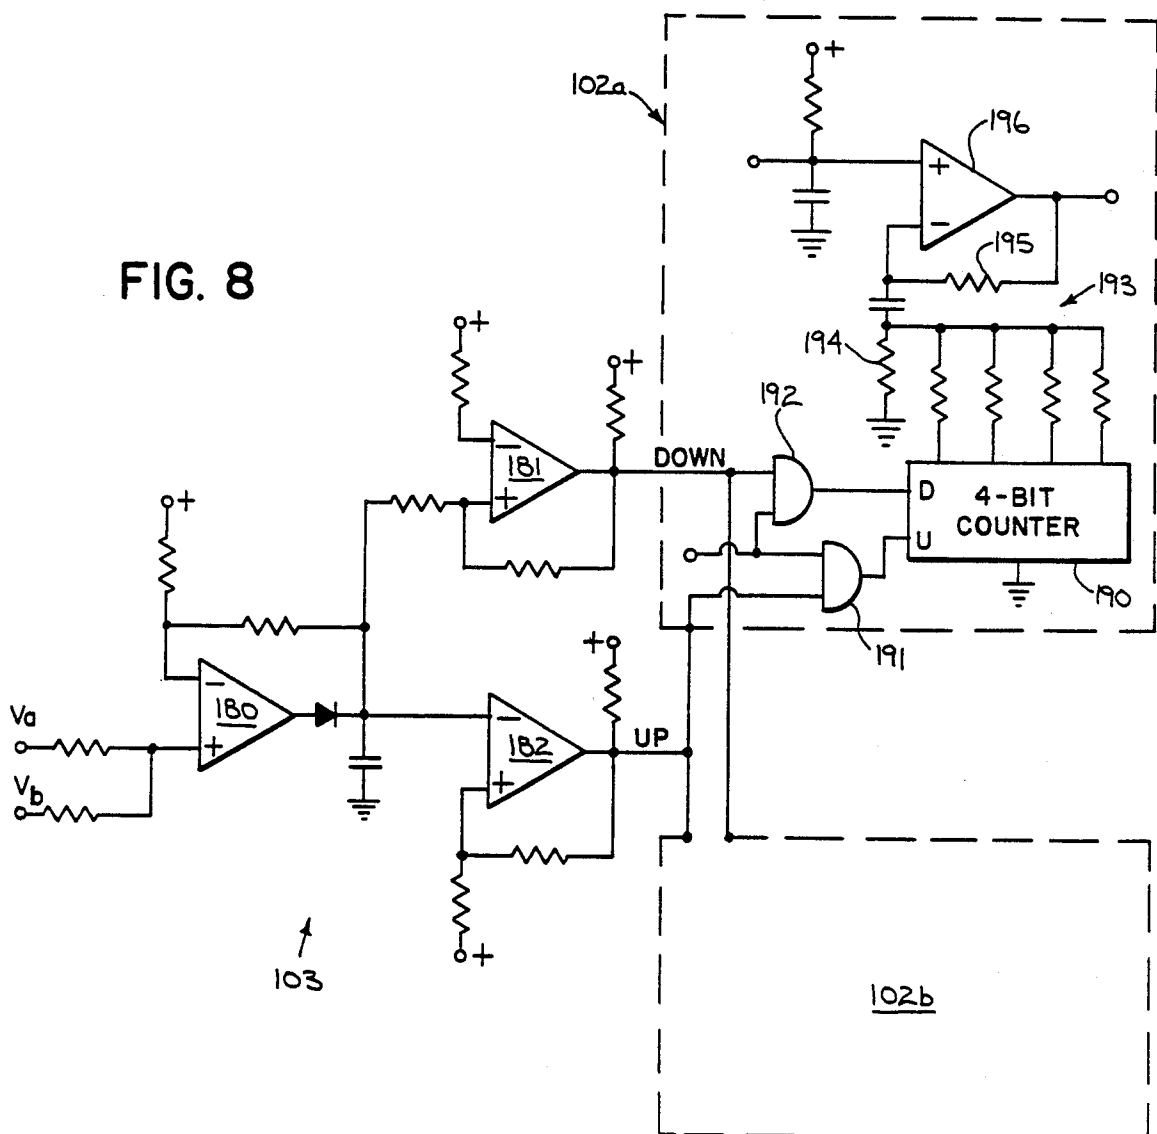 +
102a
196
+
−
195
FIG. 8
193
+
194
+
192
−
181
DOWN
+
+
D
4-BIT
COUNTER
U
190
191
+
−
180
Va
+
Vb
−
182
UP
+
+
103
102b